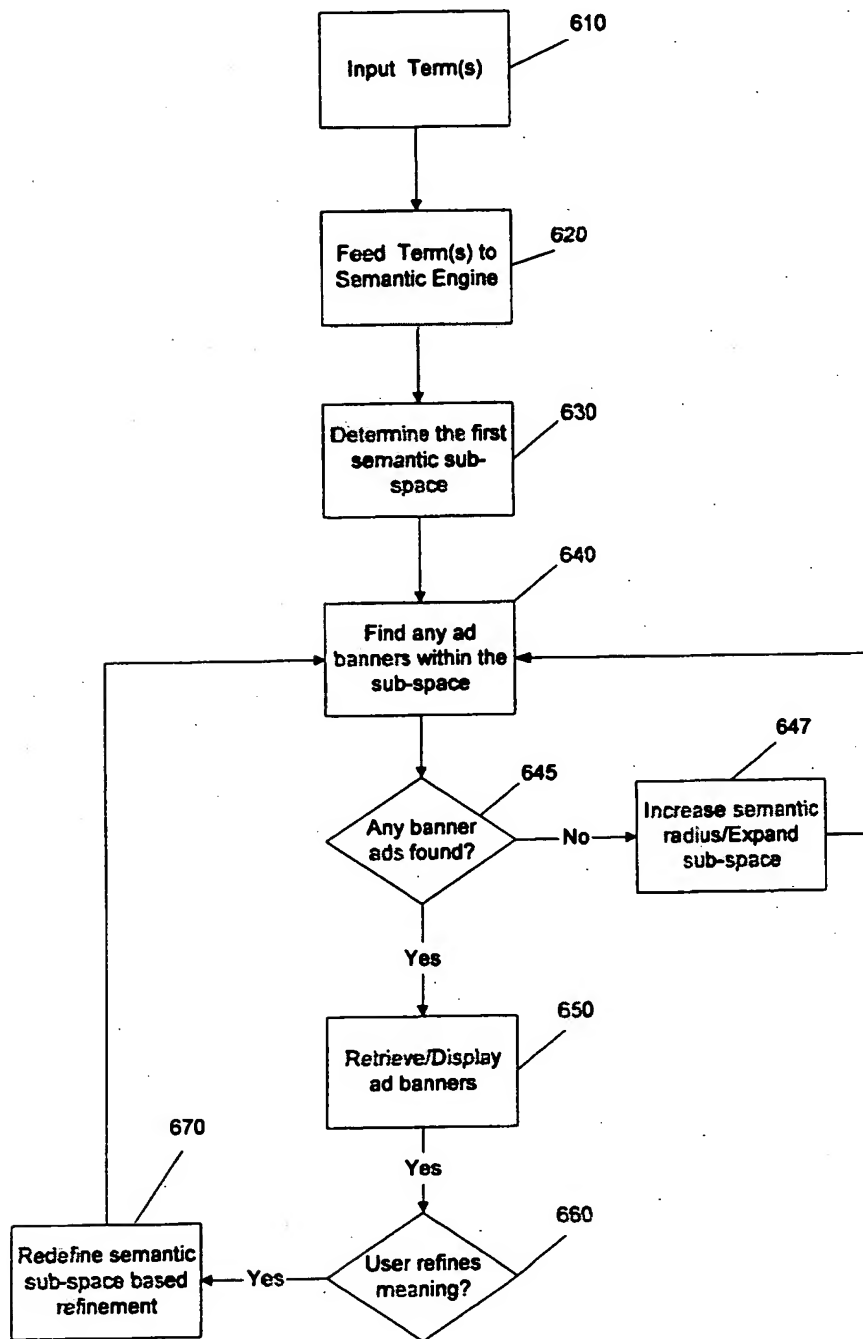 610
Input Term(s)
620
Feed Term(s) to
Semantic Engine
630
Determine the first
semantic sub-
space
640
Find any ad
banners within the
sub-space
645
Any banner
ads found?
No
647
Increase semantic
radius/Expand
sub-space
Yes
650
Retrieve/Display
ad banners
Yes
660
User refines
meaning?
Yes
670
Redefine semantic
sub-space based
refinement